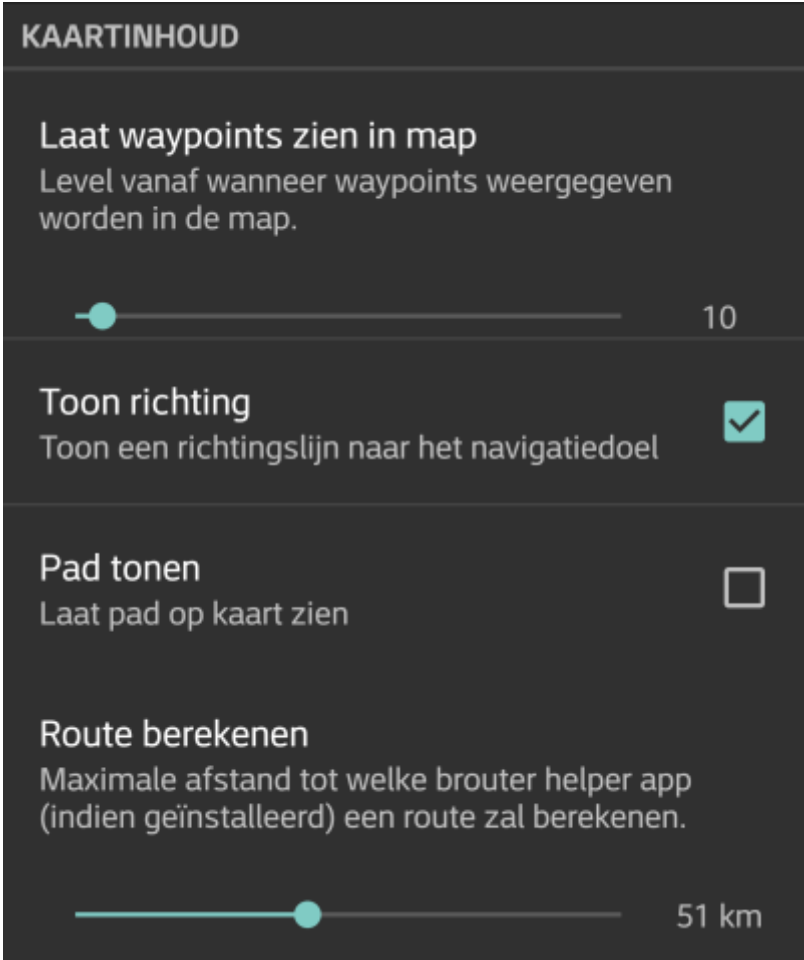 KAARTINHOUD
Laat waypoints zien in map
Level vanaf wanneer waypoints weergegeven
worden in de map.
10
Toon richting
Toon een richtingslijn naar het navigatiedoel
Pad tonen
Laat pad op kaart zien
Route berekenen
Maximale afstand tot welke brouter helper app
(indien geïnstalleerd) een route zal berekenen.
51 km